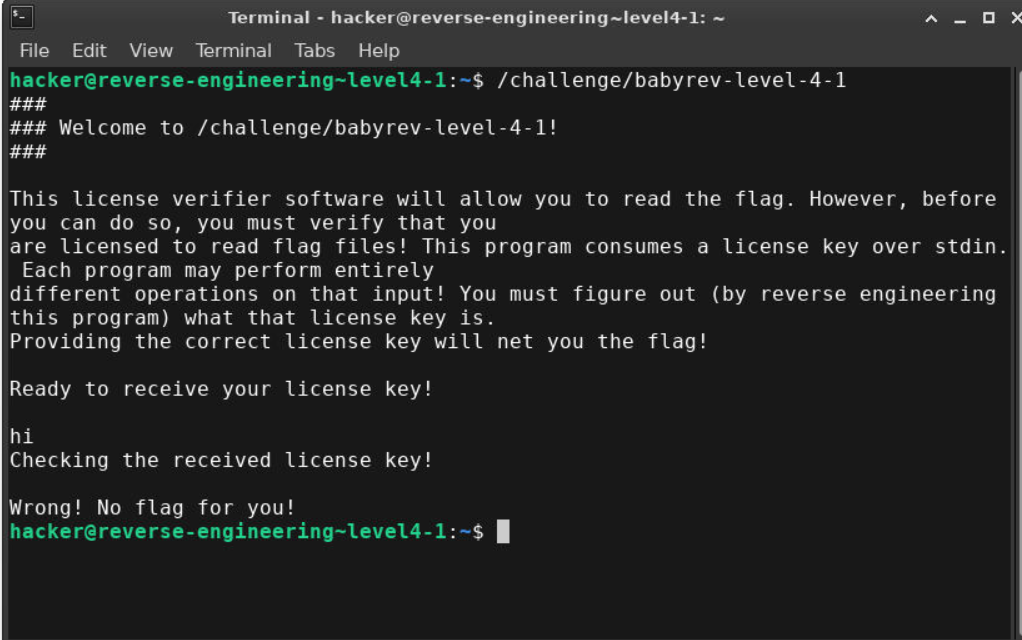 Terminal - hacker@reverse-engineering~level4-1: ~
File Edit View Terminal Tabs Help
hacker@reverse-engineering~level4-1:~$ /challenge/babyrev-level-4-1
###
### Welcome to /challenge/babyrev-level-4-1!
###
This license verifier software will allow you to read the flag. However, before
you can do so, you must verify that you
are licensed to read flag files! This program consumes a license key over stdin.
Each program may perform entirely
different operations on that input! You must figure out (by reverse engineering
this program) what that license key is.
Providing the correct license key will net you the flag!
Ready to receive your license key!
hi
Checking the received license key!
Wrong! No flag for you!
hacker@reverse-engineering~level4-1:~$